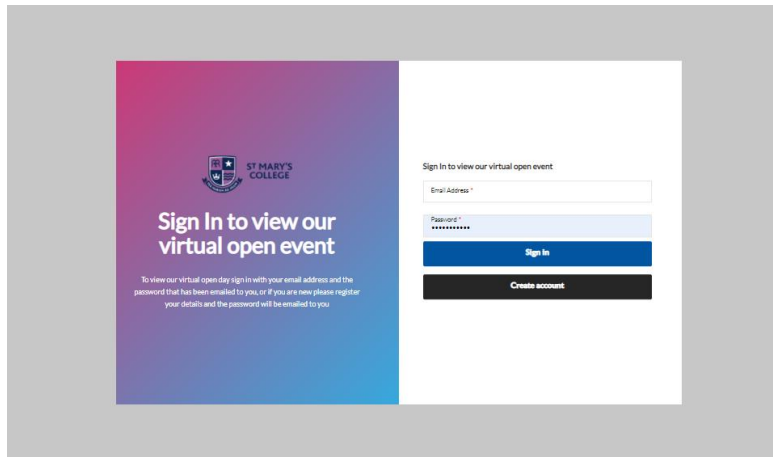 ST MARY'S
COLLEGE
Sign In to view our
virtual open event
To view our virtual open day sign in with your email address and the
password that has been emailed to you, or if you are new please register
your details and the password will be emailed to you
Sign In to view our virtual open event
Email Address *
Password *
•••••••••••
Sign in
Create account